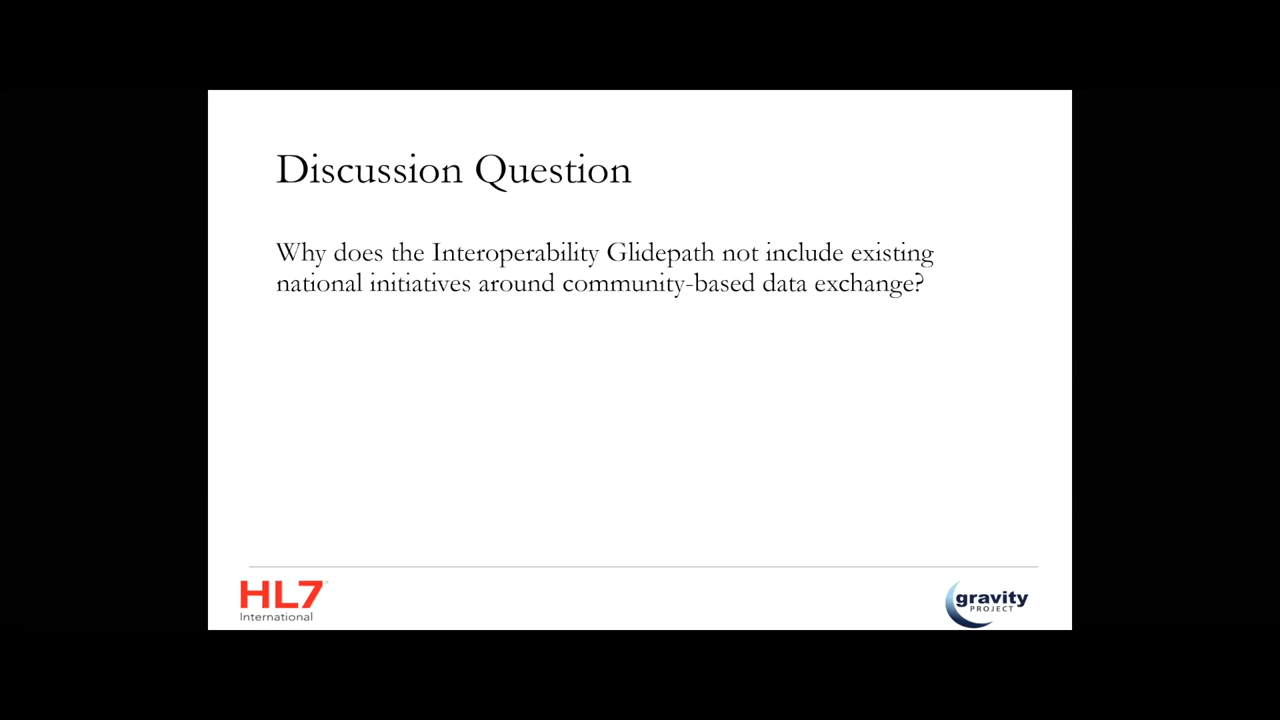 Discussion Question
Why does the Interoperability Glidepath not include existing
national initiatives around community-based data exchange?
HL7
International
gravity
PROJECT